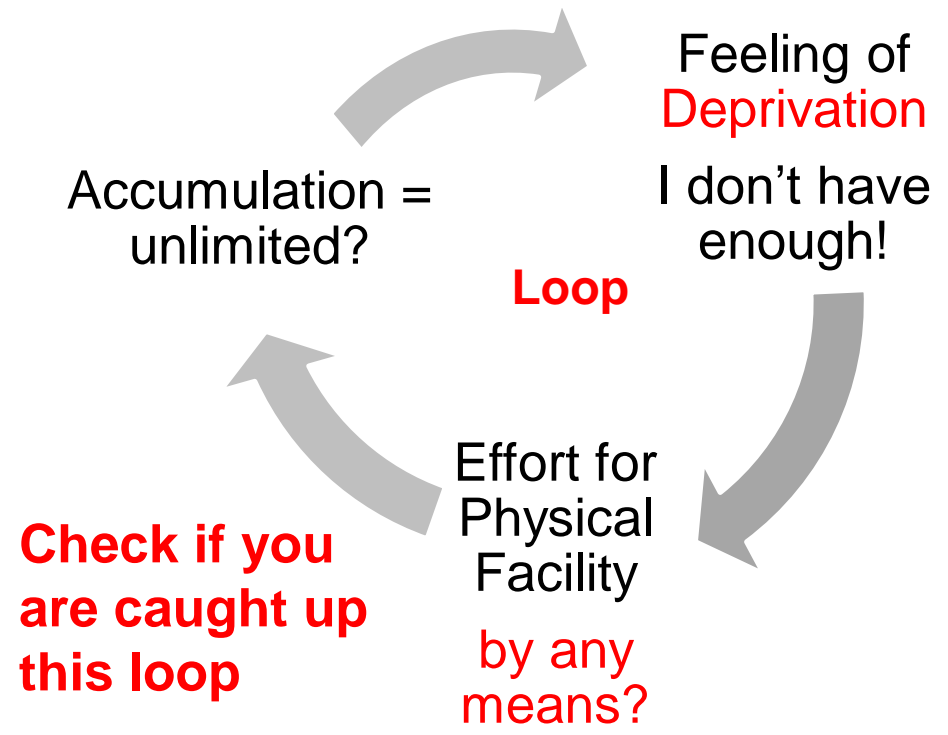 Feeling of
Deprivation
I don’t have
enough!
Accumulation =
unlimited?
Loop
Effort for
Physical
Facility
by any
means?
Check if you
are caught up
this loop